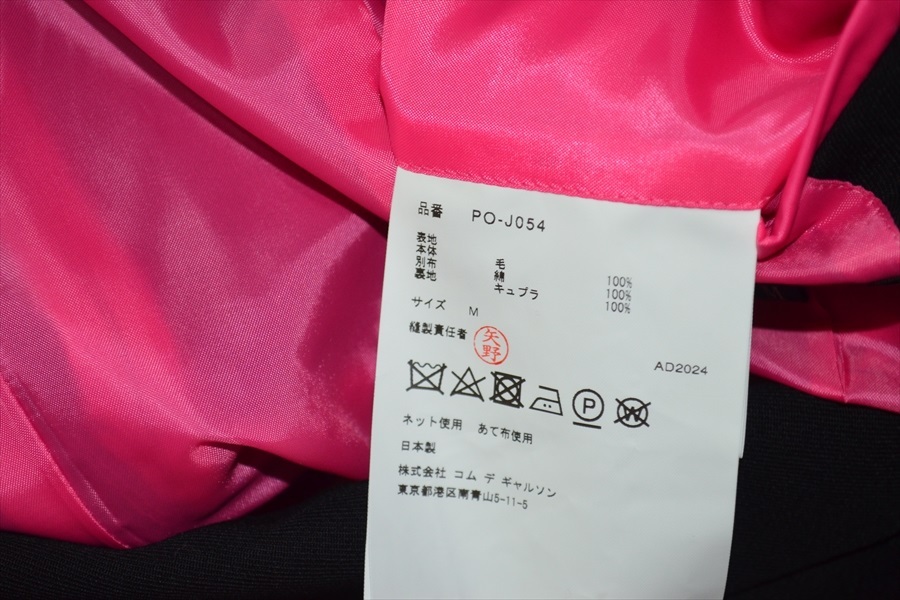 品番 PO-J054
表地
本体 毛 100%
別布 綿 100%
裏地 キュプラ 100%
サイズ M
縫製責任者 矢野
AD2024
P
W
ネット使用 あて布使用
日本製
株式会社 コム デ ギャルソン
東京都港区南青山5-11-5